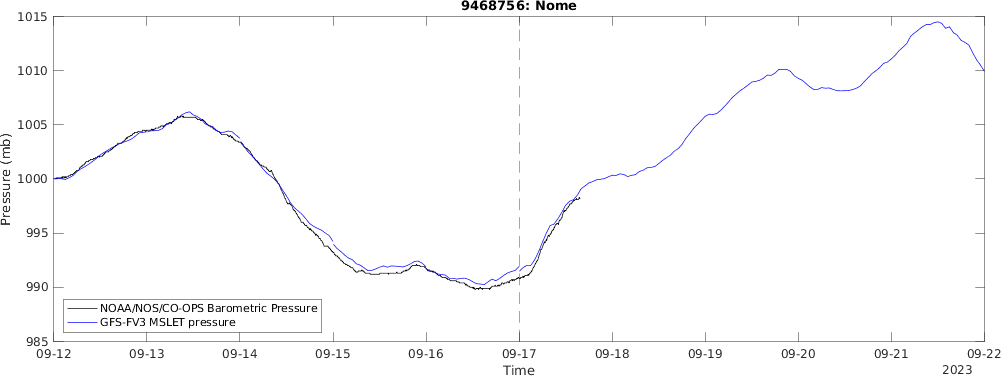 9468756: Nome
Pressure (mb)
1015
1010
1005
1000
995
990
985
NOAA/NOS/CO-OPS Barometric Pressure
GFS-FV3 MSLET pressure
09-12 09-13 09-14 09-15 09-16 09-17 09-18 09-19 09-20 09-21 09-22
Time
2023